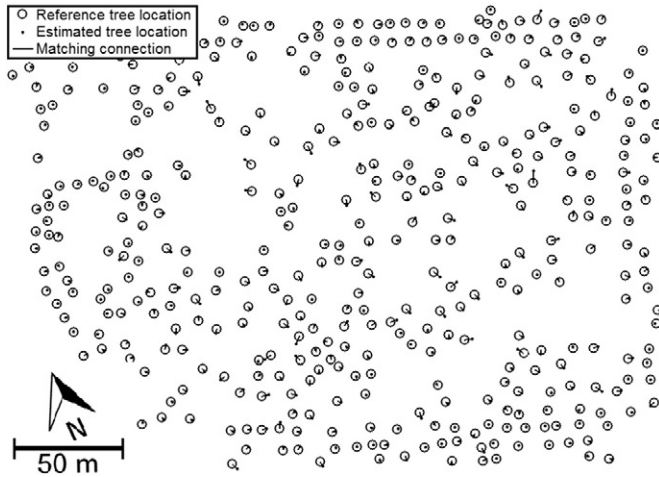 Reference tree location
Estimated tree location
Matching connection
N
50 m